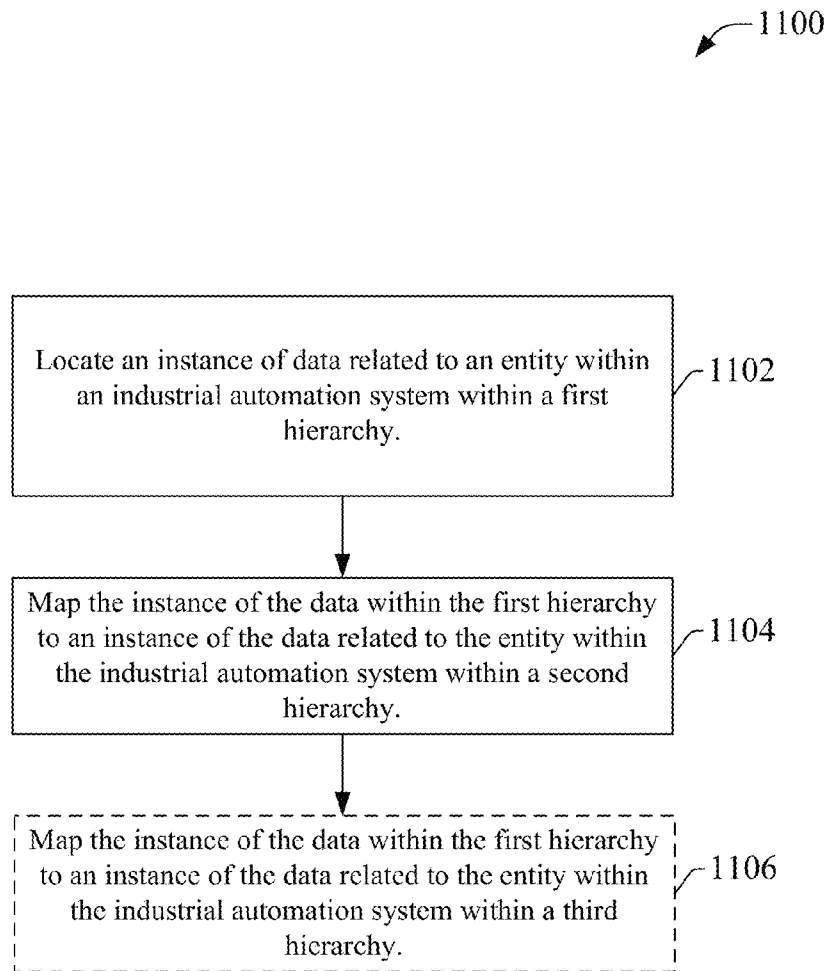 1100
Locate an instance of data related to an entity within
an industrial automation system within a first
hierarchy.
1102
Map the instance of the data within the first hierarchy
to an instance of the data related to the entity within
the industrial automation system within a second
hierarchy.
1104
Map the instance of the data within the first hierarchy
to an instance of the data related to the entity within
the industrial automation system within a third
hierarchy.
1106